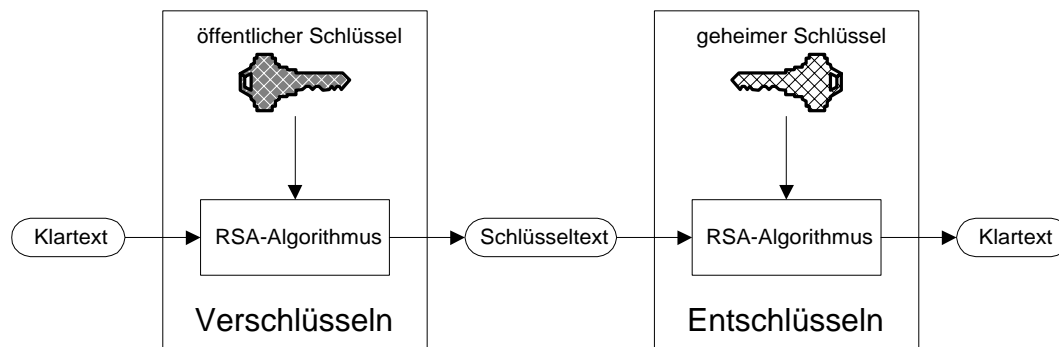 öffentlicher Schlüssel
geheimer Schlüssel
Klartext
RSA-Algorithmus
Schlüsseltext
RSA-Algorithmus
Klartext
Verschlüsseln
Entschlüsseln